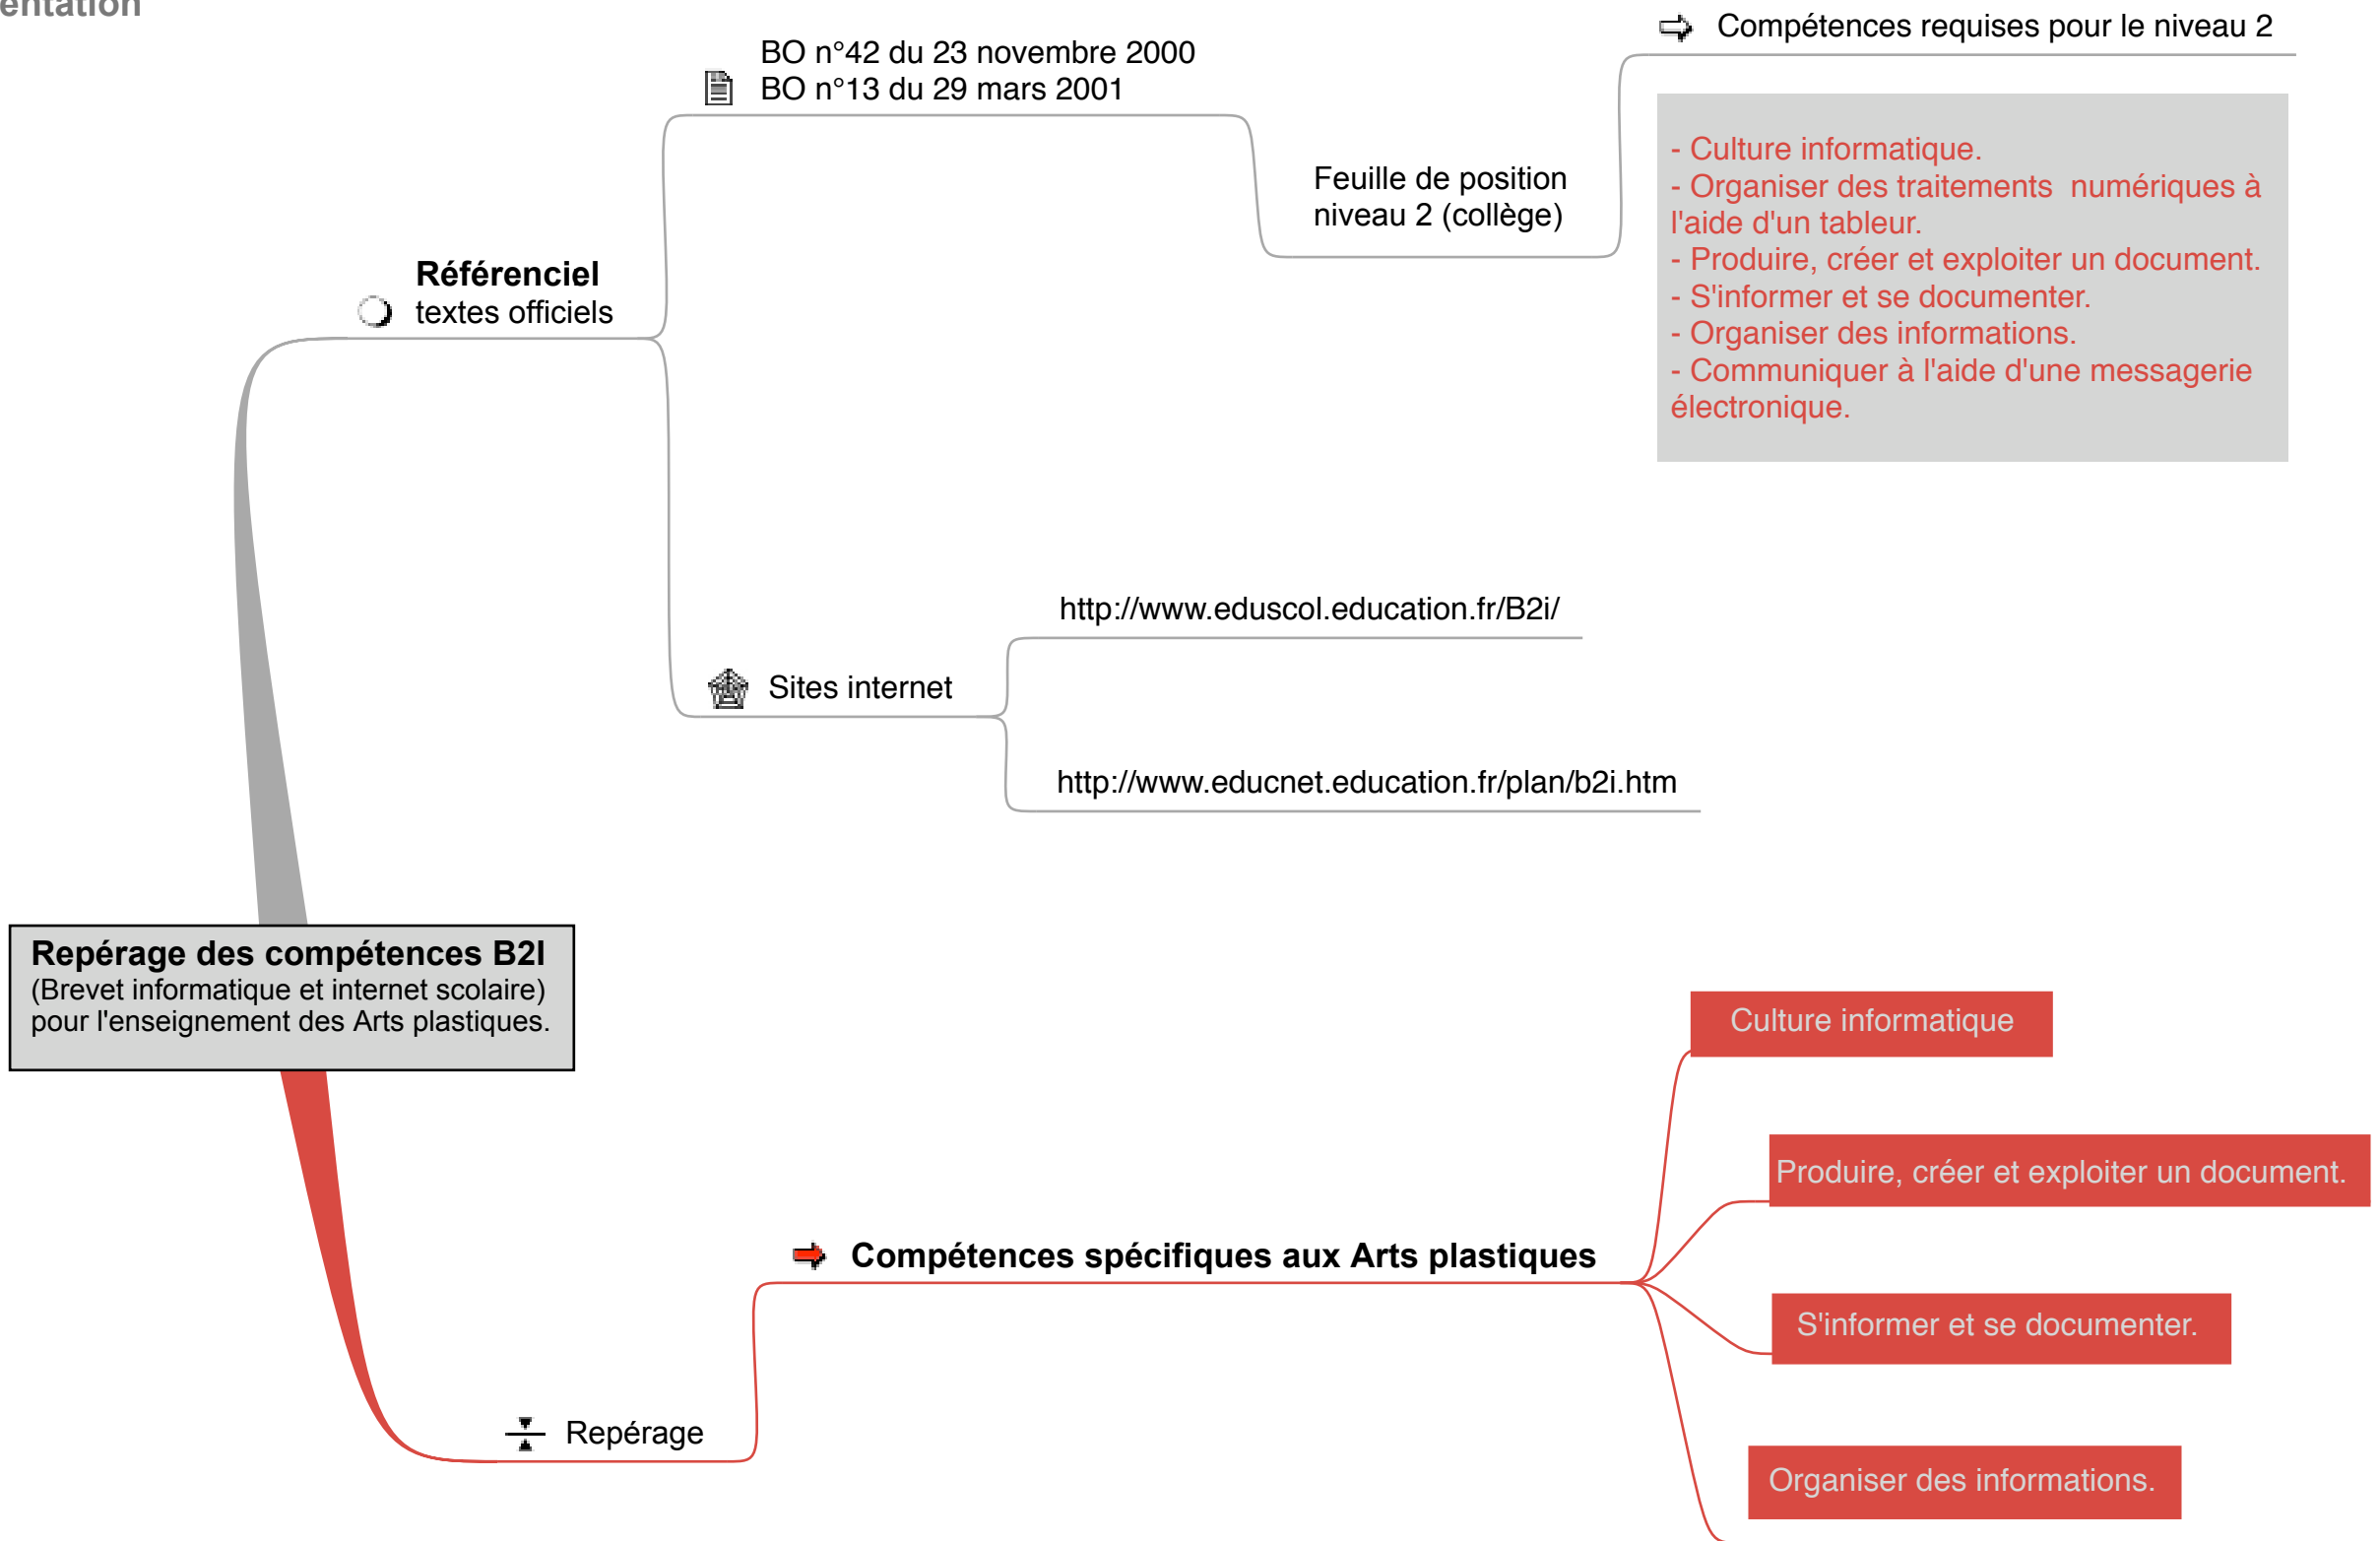 BO n°42 du 23 novembre 2000
BO n°13 du 29 mars 2001
Compétences requises pour le niveau 2
- Culture informatique.
- Organiser des traitements  numériques à
l'aide d'un tableur.
- Produire, créer et exploiter un document.
- S'informer et se documenter.
- Organiser des informations.
- Communiquer à l'aide d'une messagerie
électronique.
Feuille de position
niveau 2 (collège)
Référenciel
textes officiels
http://www.eduscol.education.fr/B2i/
Sites internet
http://www.educnet.education.fr/plan/b2i.htm
Repérage des compétences B2I
(Brevet informatique et internet scolaire)
pour l'enseignement des Arts plastiques.
Culture informatique
Produire, créer et exploiter un document.
Compétences spécifiques aux Arts plastiques
S'informer et se documenter.
Repérage
Organiser des informations.